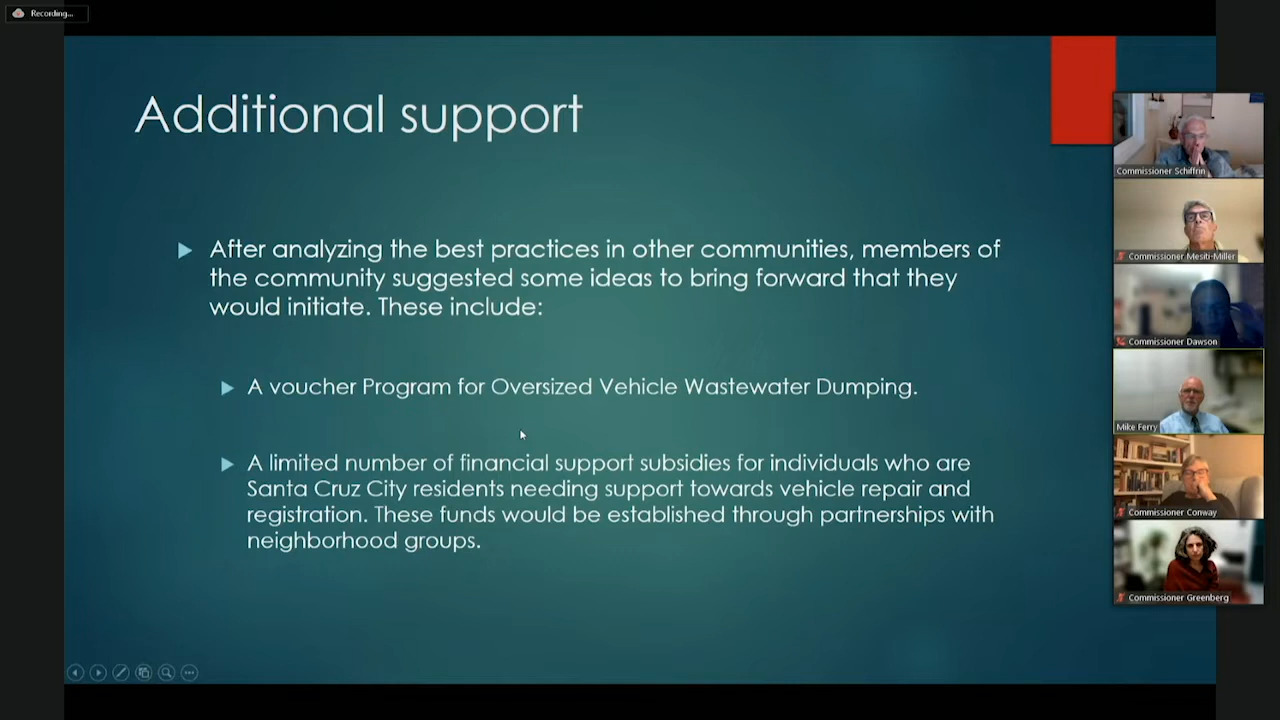 Recording...
Additional support
After analyzing the best practices in other communities, members of
the community suggested some ideas to bring forward that they
would initiate. These include:
A voucher Program for Oversized Vehicle Wastewater Dumping.
A limited number of financial support subsidies for individuals who are
Santa Cruz City residents needing support towards vehicle repair and
registration. These funds would be established through partnerships with
neighborhood groups.
Commissioner Schiffrin
Commissioner Mesiti-Miller
Commissioner Dawson
Mike Ferry
Commissioner Conway
Commissioner Greenberg